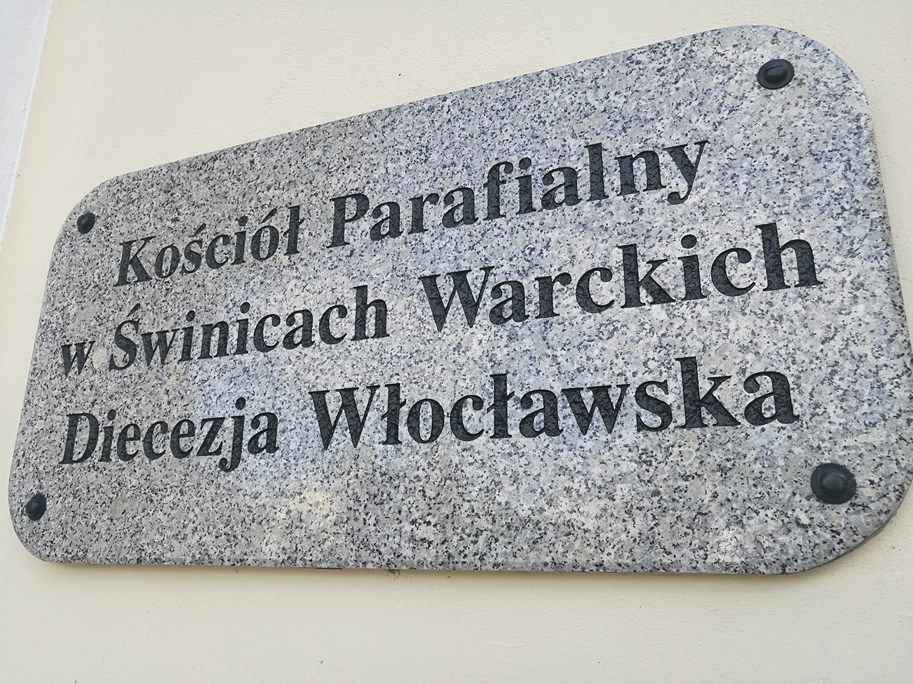 Kościół Parafialny
w Świnicach Warckich
Diecezja Włocławska